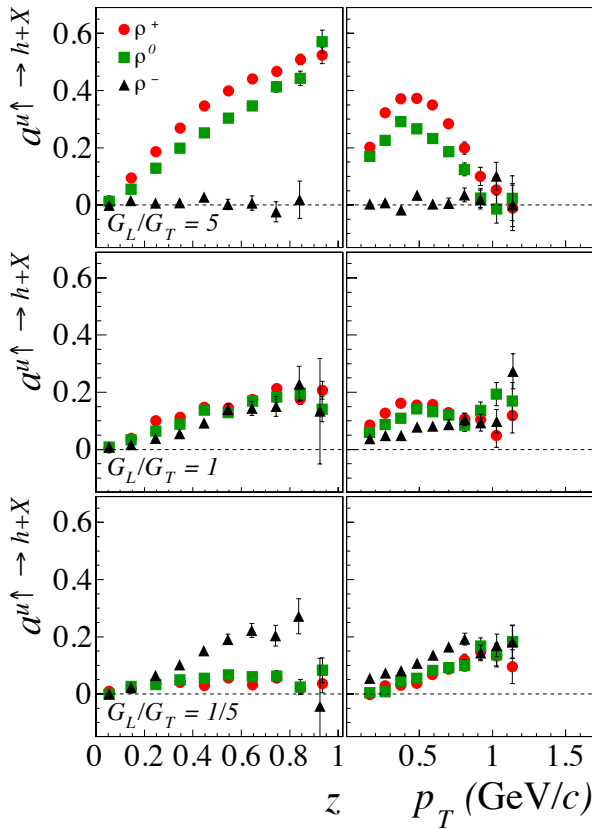 a^{u↑ → h+X}
0.6
0.4
0.2
0
ρ⁺
ρ⁰
ρ⁻
G_L/G_T = 5
a^{u↑ → h+X}
0.6
0.4
0.2
0
G_L/G_T = 1
a^{u↑ → h+X}
0.6
0.4
0.2
0
G_L/G_T = 1/5
0 0.2 0.4 0.6 0.8 1 0.5 1 1.5
z p_T (GeV/c)